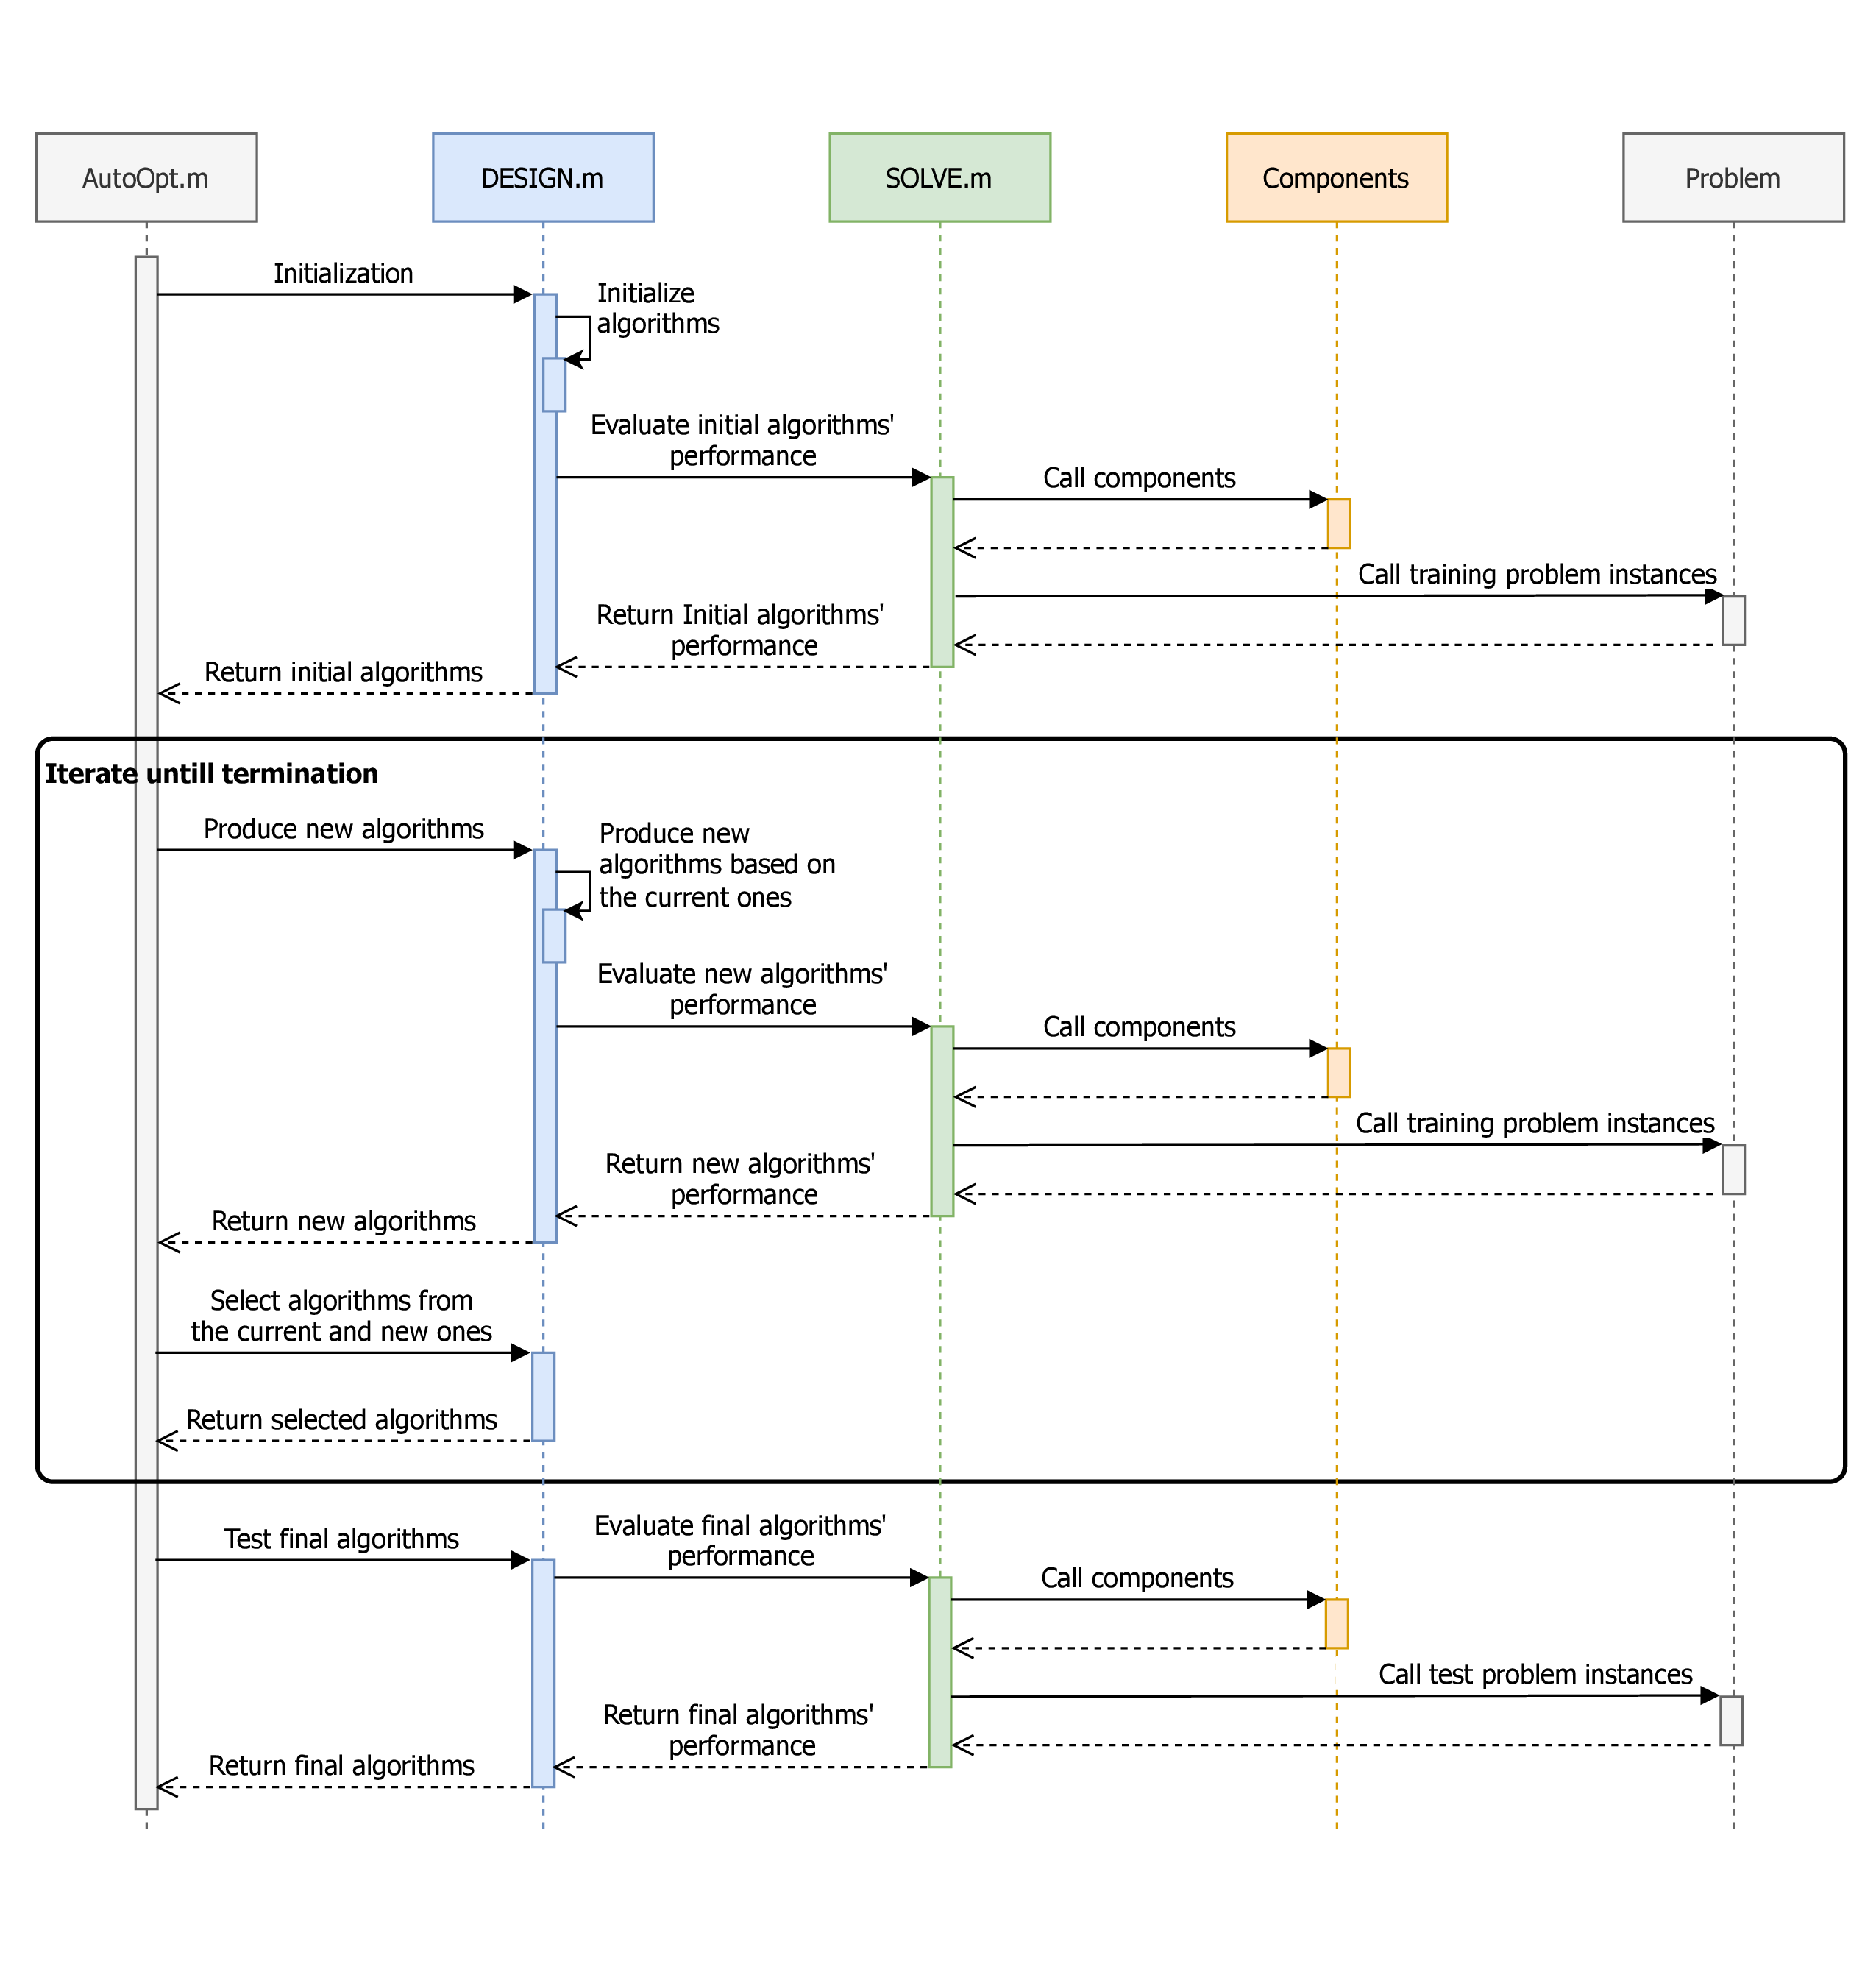 AutoOpt.m
DESIGN.m
SOLVE.m
Components
Problem
Initialization
Initialize
algorithms
Evaluate initial algorithms'
performance
Call components
Call training problem instances
Return Initial algorithms'
performance
Return initial algorithms
Iterate untill termination
Produce new algorithms
Produce new
algorithms based on
the current ones
Evaluate new algorithms'
performance
Call components
Call training problem instances
Return new algorithms'
performance
Return new algorithms
Select algorithms from
the current and new ones
Return selected algorithms
Test final algorithms
Evaluate final algorithms'
performance
Call components
Call test problem instances
Return final algorithms'
performance
Return final algorithms